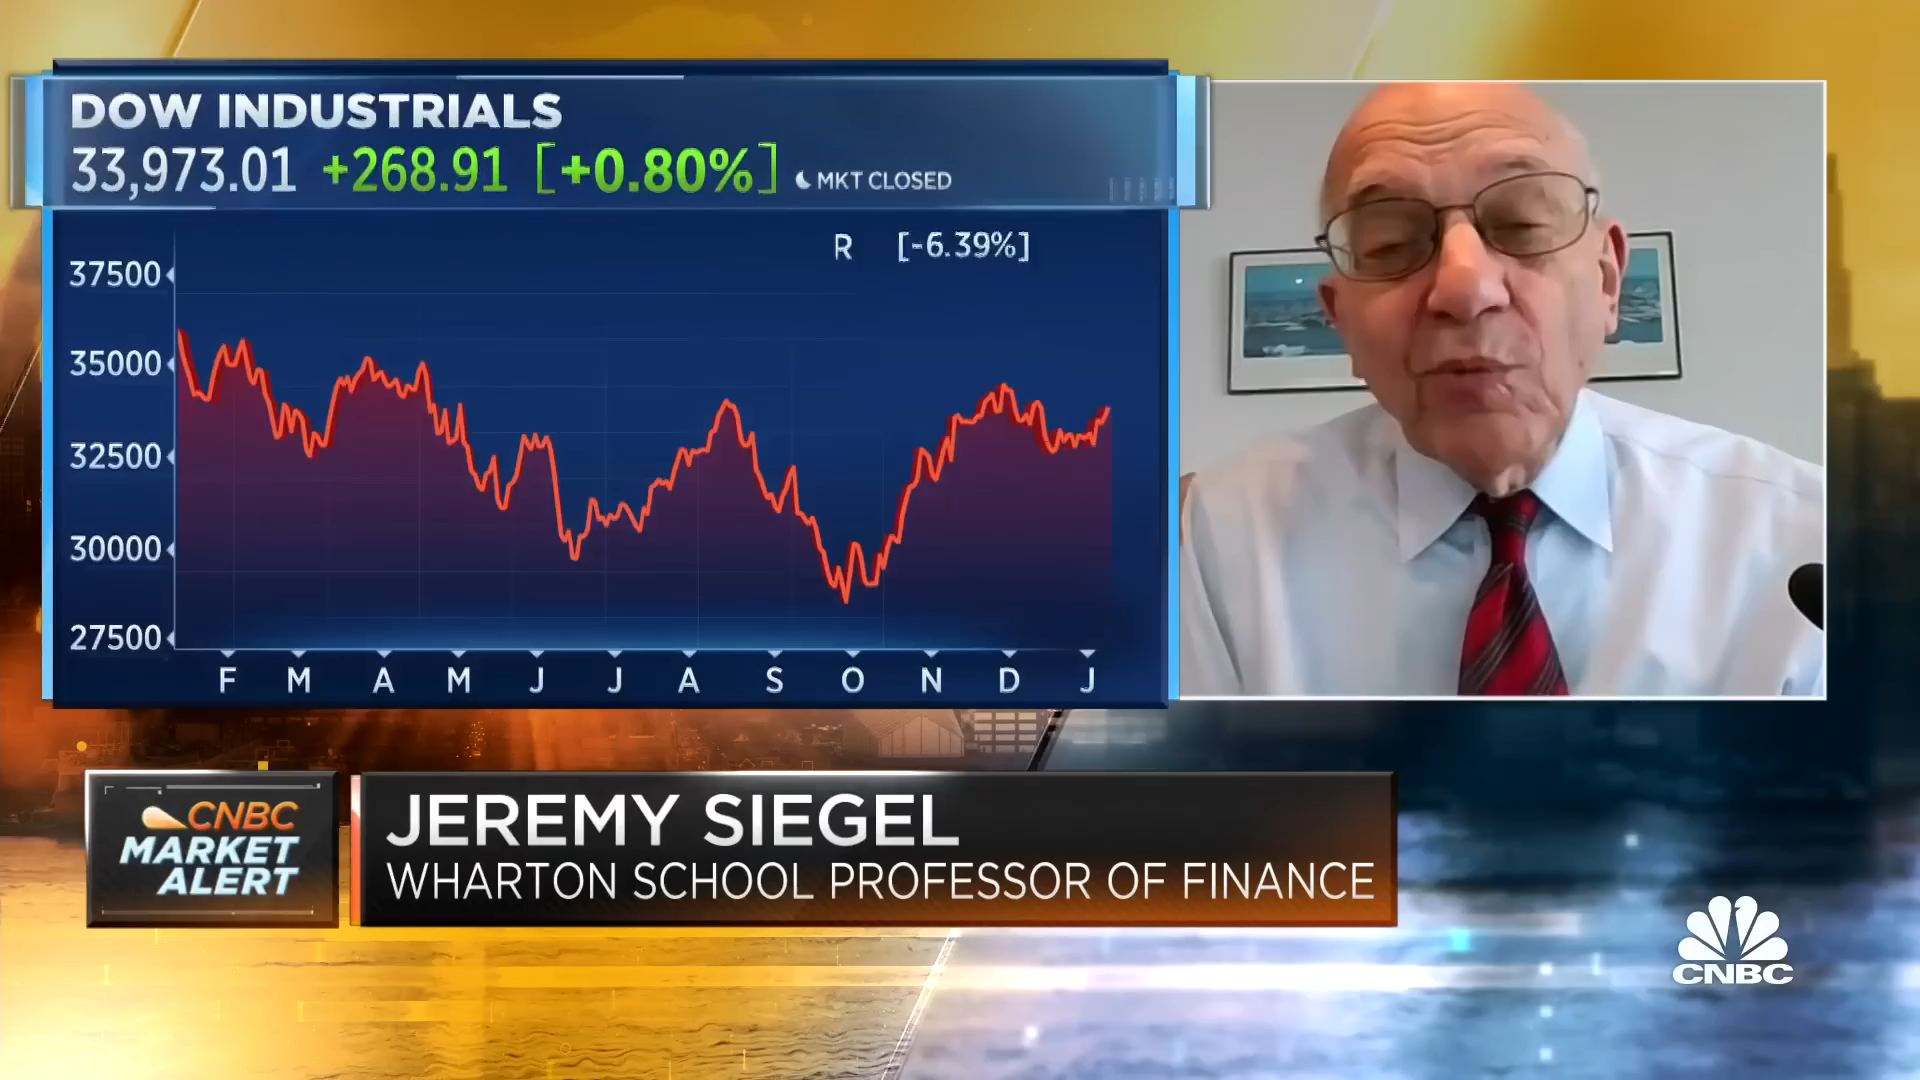 DOW INDUSTRIALS
33,973.01 +268.91 [+0.80%] MKT CLOSED
R [-6.39%]
37500
35000
32500
30000
27500
F M A M J J A S O N D J
CNBC
MARKET
ALERT
JEREMY SIEGEL
WHARTON SCHOOL PROFESSOR OF FINANCE
CNBC